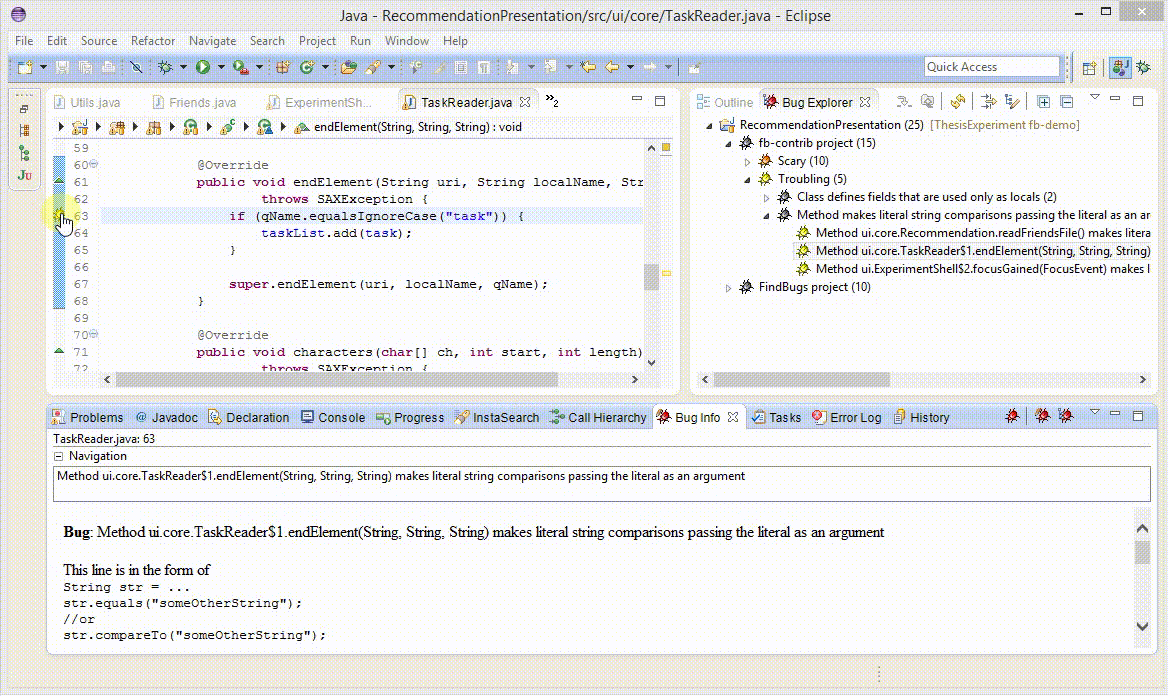 Java - RecommendationPresentation/src/ui/core/TaskReader.java - Eclipse
File Edit Source Refactor Navigate Search Project Run Window Help
Quick Access
Utils.java Friends.java ExperimentSh... TaskReader.java »2
endElement(String, String, String) : void
59
60 @Override
61 public void endElement(String uri, String localName, Str
62 throws SAXException {
63 if (qName.equalsIgnoreCase("task")) {
64 taskList.add(task);
65 }
66
67 super.endElement(uri, localName, qName);
68 }
69
70 @Override
71 public void characters(char[] ch, int start, int length)
72 throws SAXException {
Outline Bug Explorer
RecommendationPresentation (25) [ThesisExperiment fb-demo]
fb-contrib project (15)
Scary (10)
Troubling (5)
Class defines fields that are used only as locals (2)
Method makes literal string comparisons passing the literal as an ar
Method ui.core.Recommendation.readFriendsFile() makes litera
Method ui.core.TaskReader$1.endElement(String, String, String)
Method ui.ExperimentShell$2.focusGained(FocusEvent) makes l
FindBugs project (10)
Problems @ Javadoc Declaration Console Progress InstaSearch Call Hierarchy Bug Info Tasks Error Log History
TaskReader.java: 63
Navigation
Method ui.core.TaskReader$1.endElement(String, String, String) makes literal string comparisons passing the literal as an argument
Bug: Method ui.core.TaskReader$1.endElement(String, String, String) makes literal string comparisons passing the literal as an argument
This line is in the form of
String str = ...
str.equals("someOtherString");
//or
str.compareTo("someOtherString");